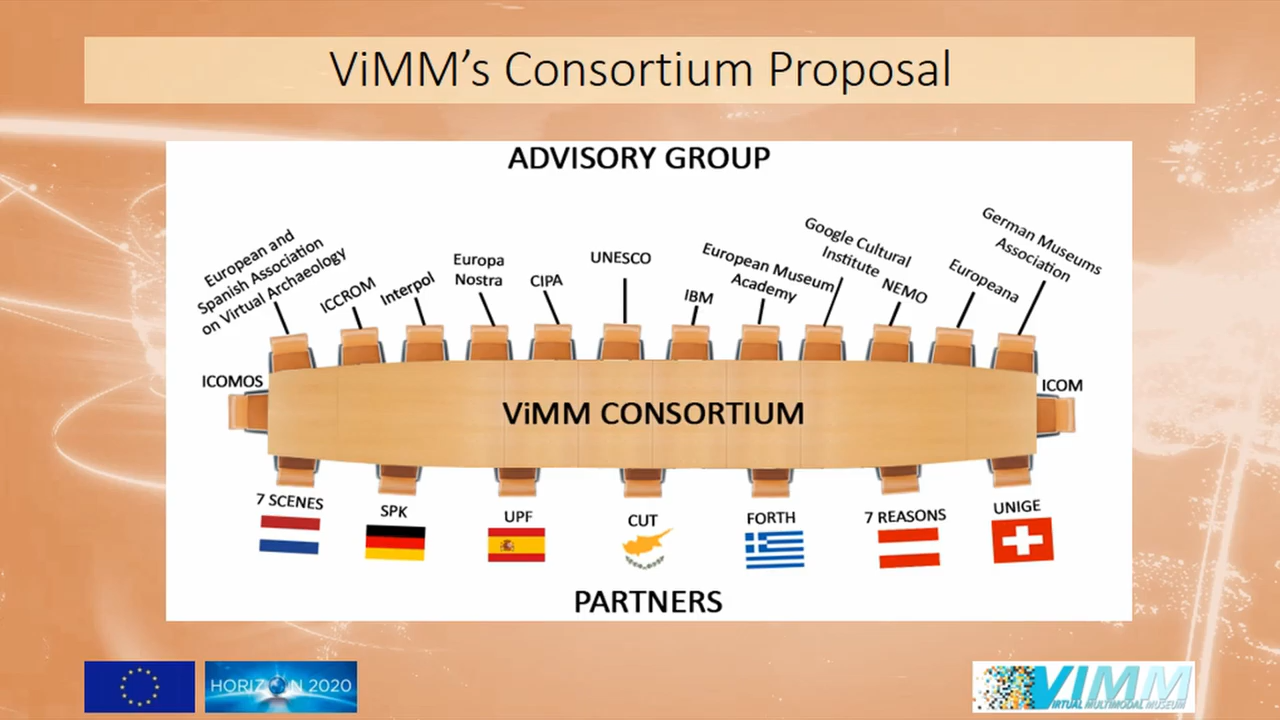 ViMM's Consortium Proposal
ADVISORY GROUP
European and
Spanish Association
on Virtual Archaeology
ICCROM
Interpol
Europa
Nostra
CIPA
UNESCO
IBM
European Museum
Academy
Google Cultural
Institute
NEMO
Europeana
German Museums
Association
ICOMOS
ICOM
ViMM CONSORTIUM
7 SCENES
SPK
UPF
CUT
FORTH
7 REASONS
UNIGE
PARTNERS
HORIZON 2020
ViMM
VIRTUAL MULTIMODAL MUSEUM